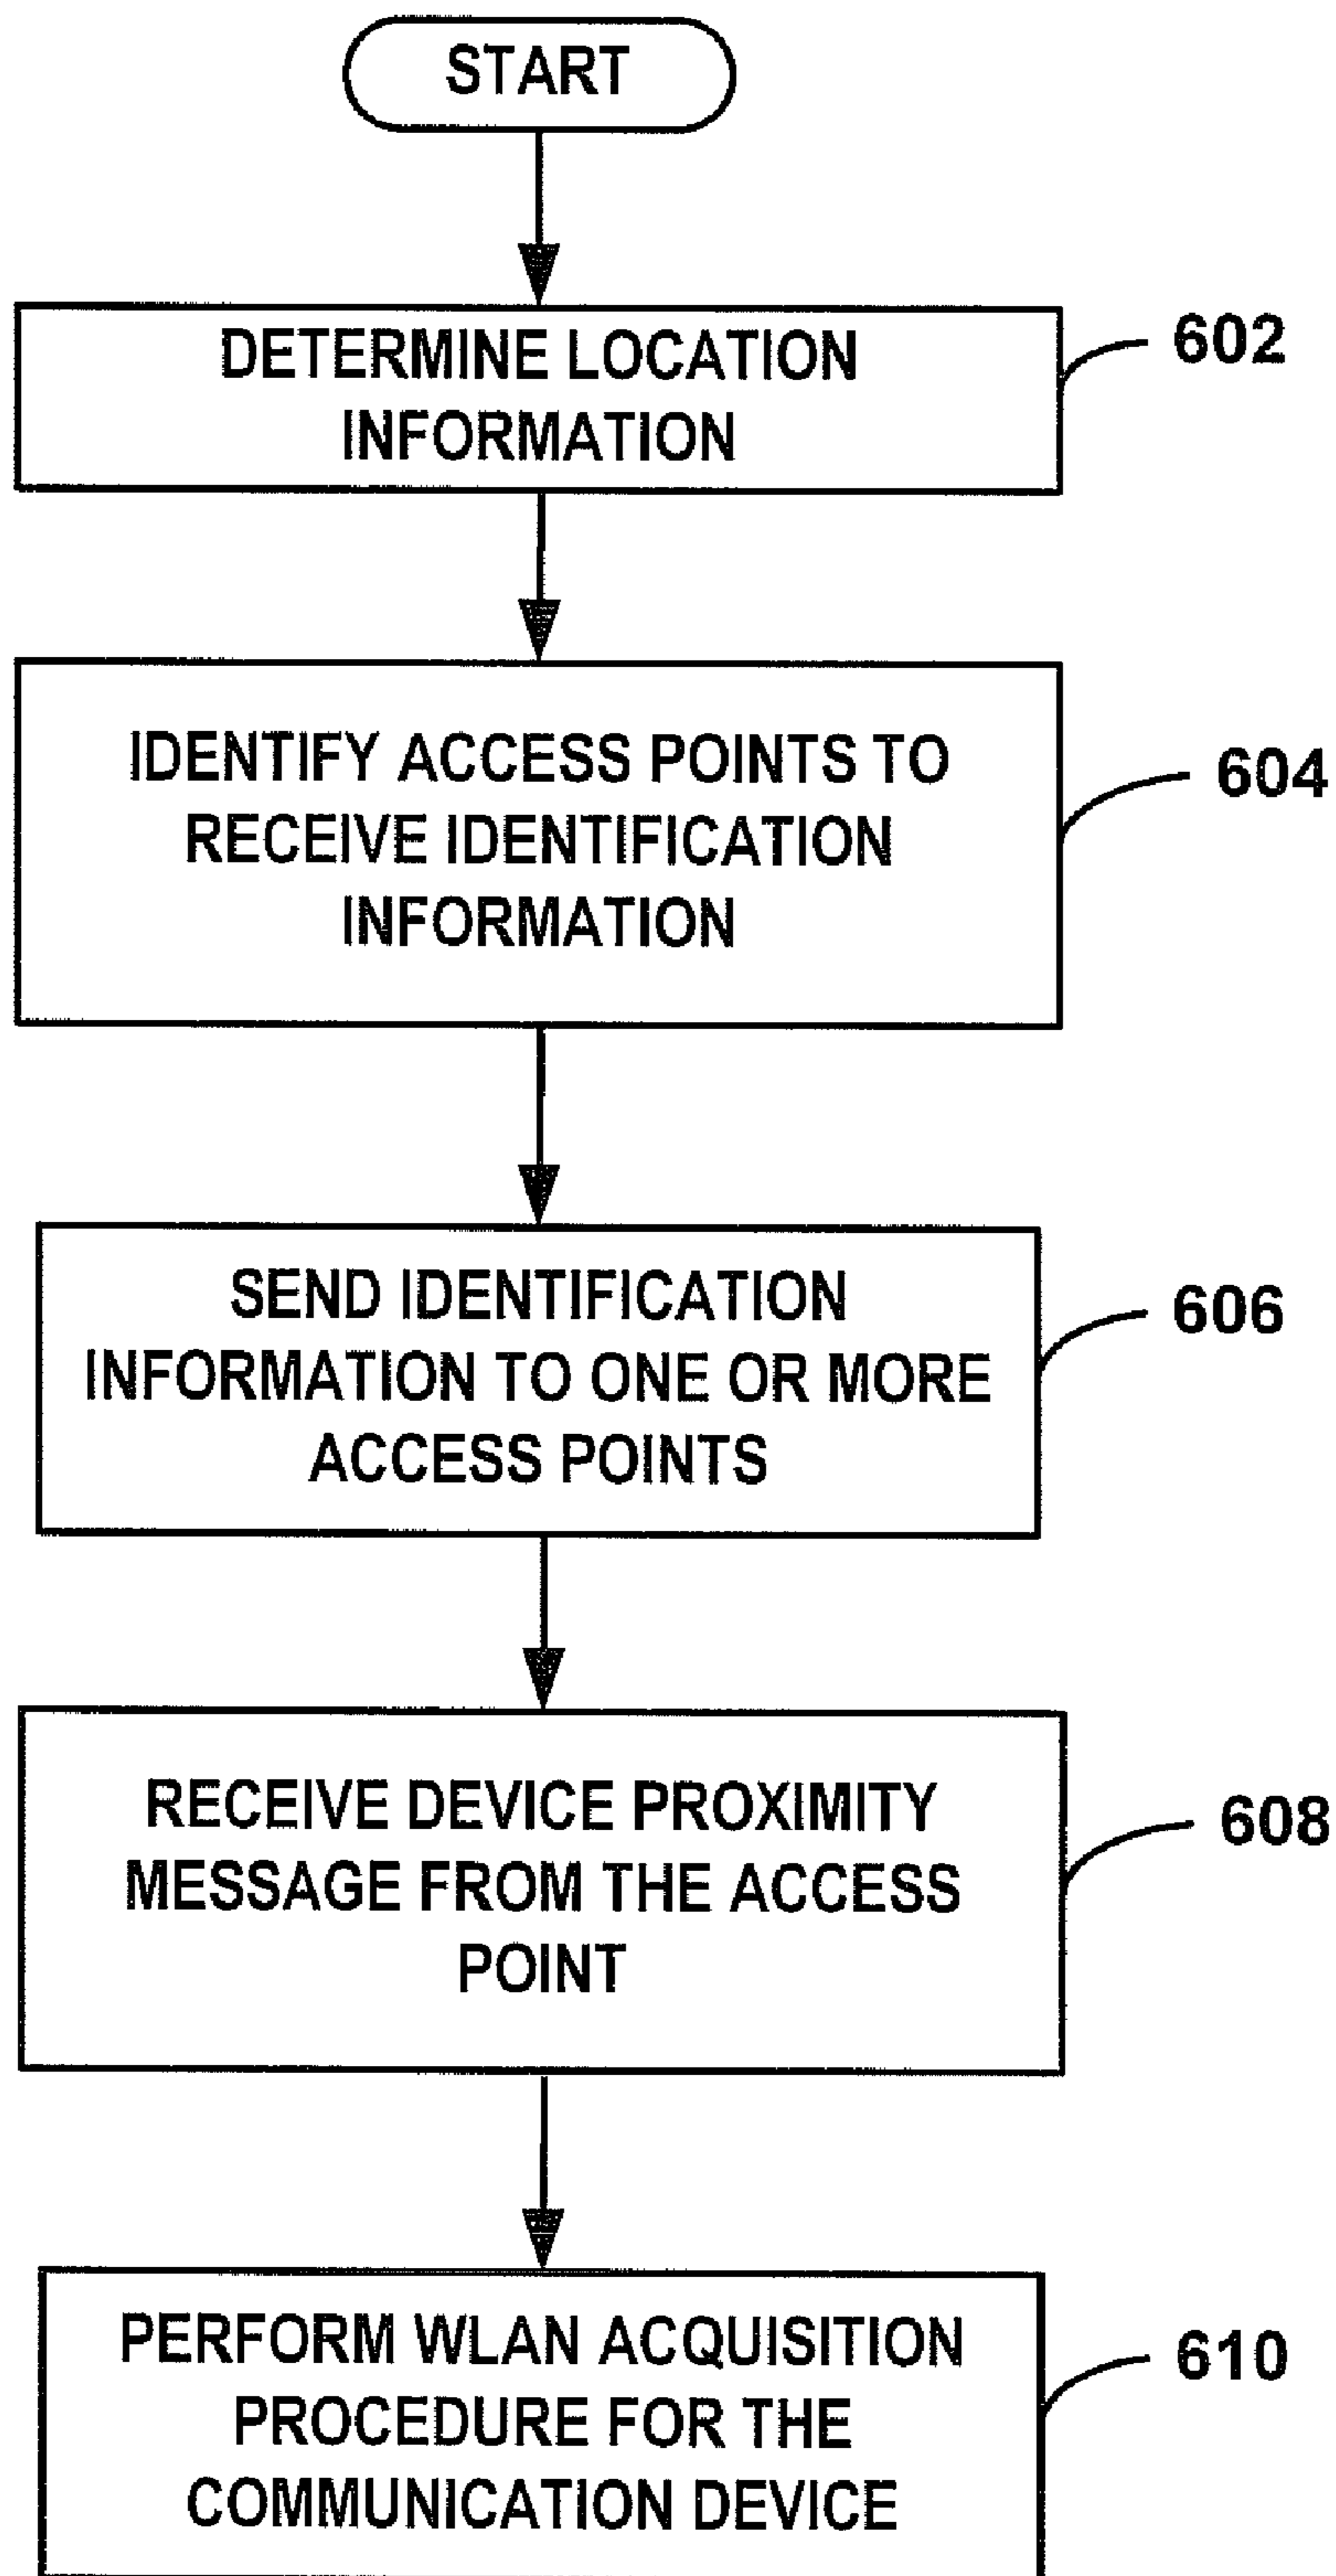 START
DETERMINE LOCATION
INFORMATION
602
IDENTIFY ACCESS POINTS TO
RECEIVE IDENTIFICATION
INFORMATION
604
SEND IDENTIFICATION
INFORMATION TO ONE OR MORE
ACCESS POINTS
606
RECEIVE DEVICE PROXIMITY
MESSAGE FROM THE ACCESS
POINT
608
PERFORM WLAN ACQUISITION
PROCEDURE FOR THE
COMMUNICATION DEVICE
610